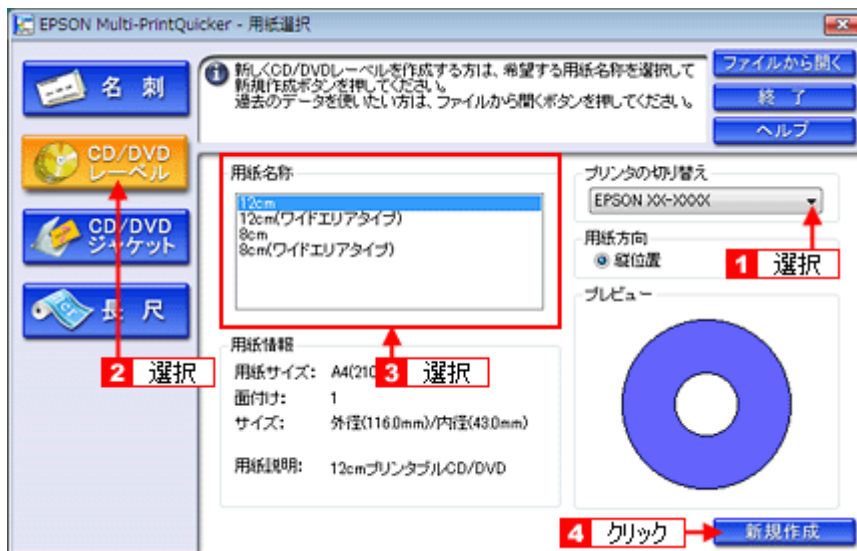 EPSON Multi-PrintQuicker - 用紙選択
名 刺
CD/DVD
レーベル
CD/DVD
ジャケット
長 尺
新しくCD/DVDレーベルを作成する方は、希望する用紙名称を選択して
新規作成ボタンを押してください。
過去のデータを使いたい方は、ファイルから開くボタンを押してください。
ファイルから開く
終 了
ヘルプ
用紙名称
12cm
12cm(ワイドエリアタイプ)
8cm
8cm(ワイドエリアタイプ)
プリンタの切り替え
EPSON XX-XXXX
用紙方向
縦位置
1 選択
プレビュー
2 選択
3 選択
用紙情報
用紙サイズ: A4(210
面付け: 1
サイズ: 外径(116.0mm)/内径(43.0mm)
用紙説明: 12cmプリンタブルCD/DVD
4 クリック
新規作成